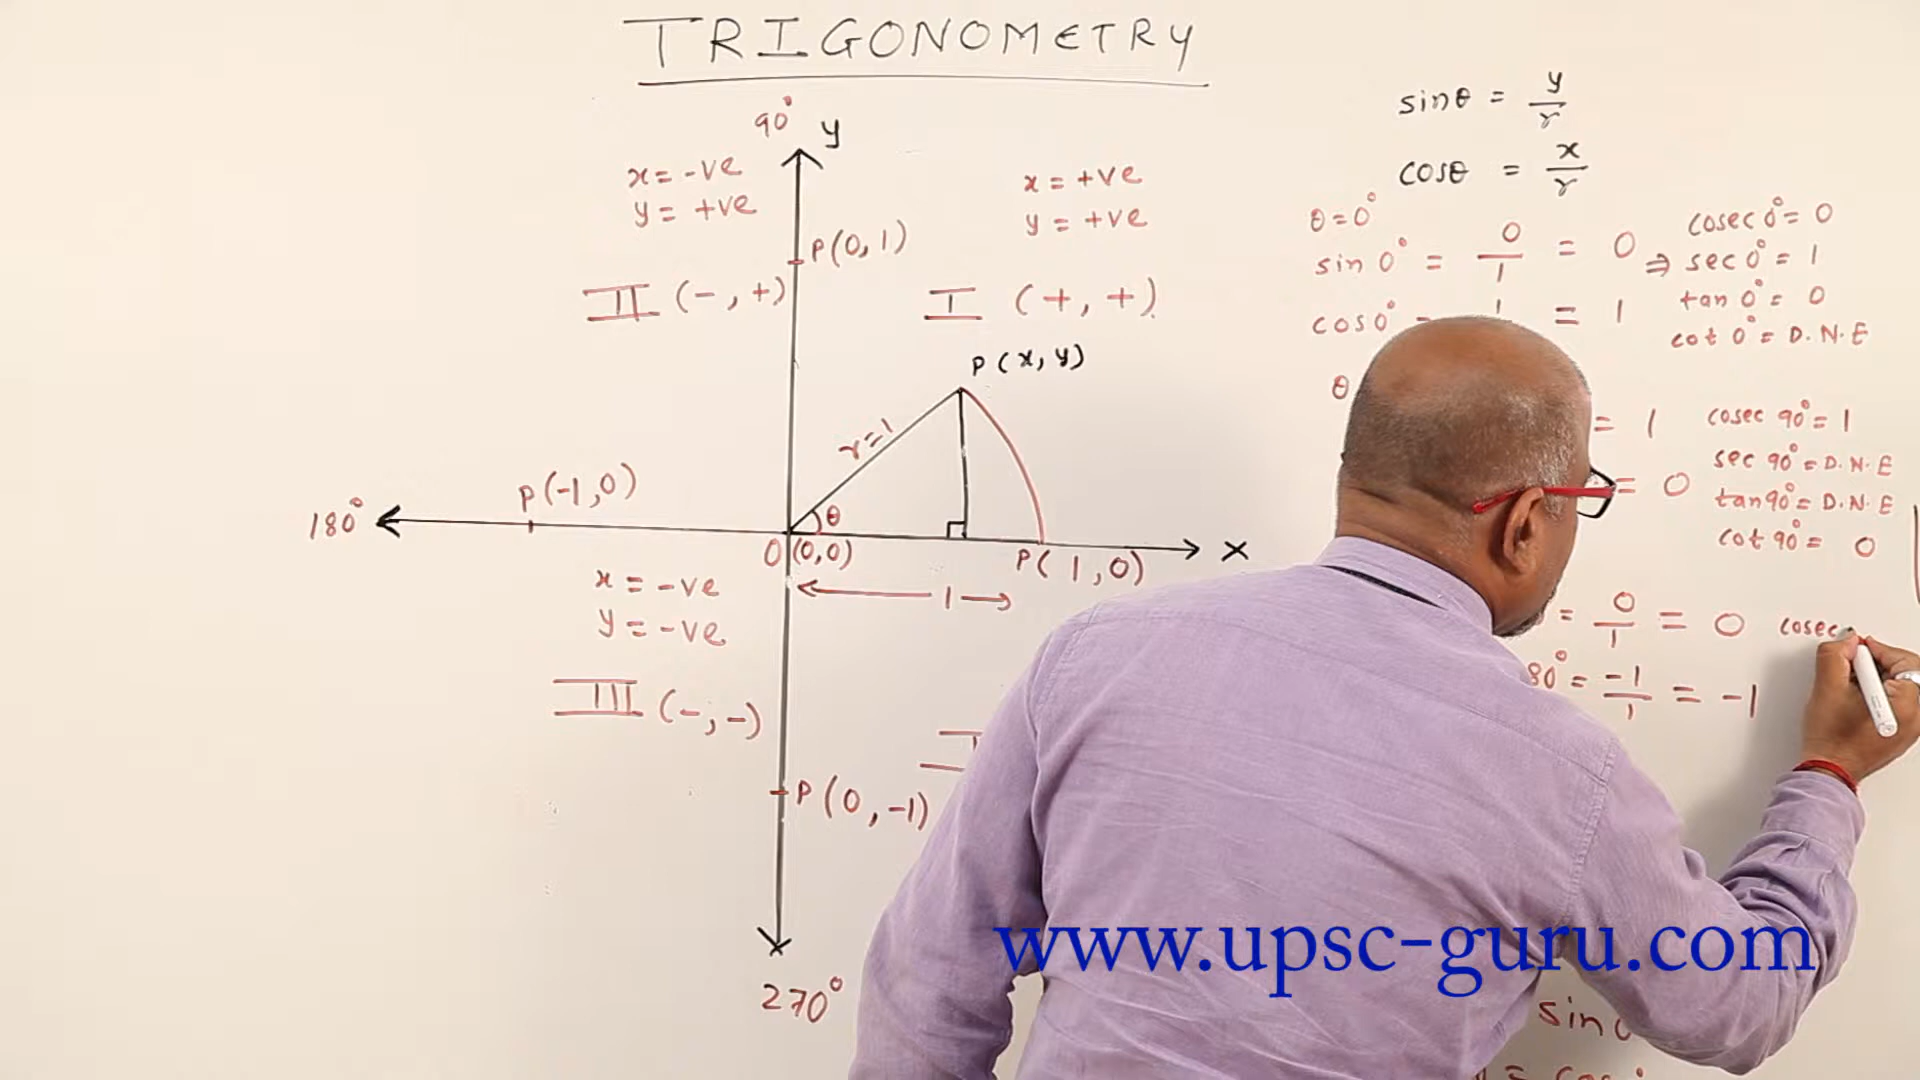 TRIGONOMETRY
90°
y
x = -ve
y = +ve
x = +ve
y = +ve
P(0, 1)
II (-, +)
I (+, +)
P (x, y)
r=1
θ
P(-1, 0)
180°
O (0,0)
P( 1, 0)
x
1
x = -ve
y = -ve
III (-, -)
P(0, -1)
270°
sinθ = y/r
cosθ = x/r
θ=0°
sin 0° = 0/1 = 0
cos 0° = 1 = 1
⇒
cosec 0° = 0
sec 0° = 1
tan 0° = 0
cot 0° = D.N.E
θ
= 1
= 0
cosec 90° = 1
sec 90° = D.N.E
tan 90° = D.N.E
cot 90° = 0
= 0/1 = 0
cosec
80° = -1/1 = -1
sin
= cos
www.upsc-guru.com